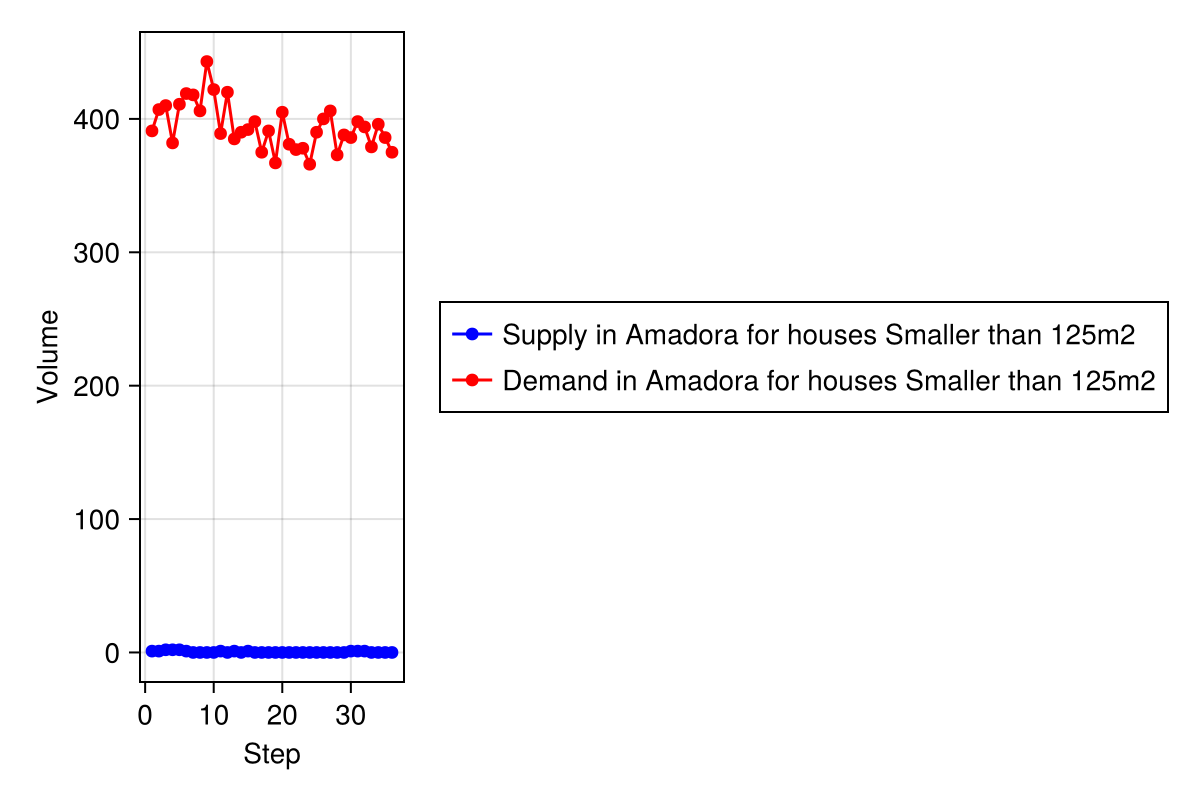 400
300
200
100
0
Volume
0 10 20 30
Step
Supply in Amadora for houses Smaller than 125m2
Demand in Amadora for houses Smaller than 125m2